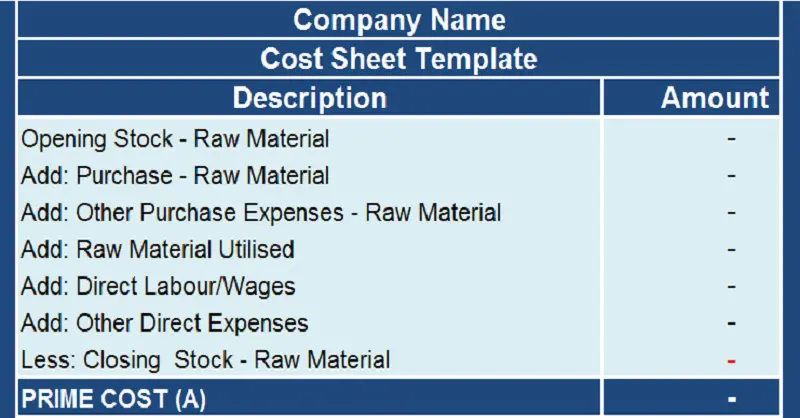 Company Name
Cost Sheet Template
Description Amount
Opening Stock - Raw Material -
Add: Purchase - Raw Material -
Add: Other Purchase Expenses - Raw Material -
Add: Raw Material Utilised -
Add: Direct Labour/Wages -
Add: Other Direct Expenses -
Less: Closing Stock - Raw Material -
PRIME COST (A) -